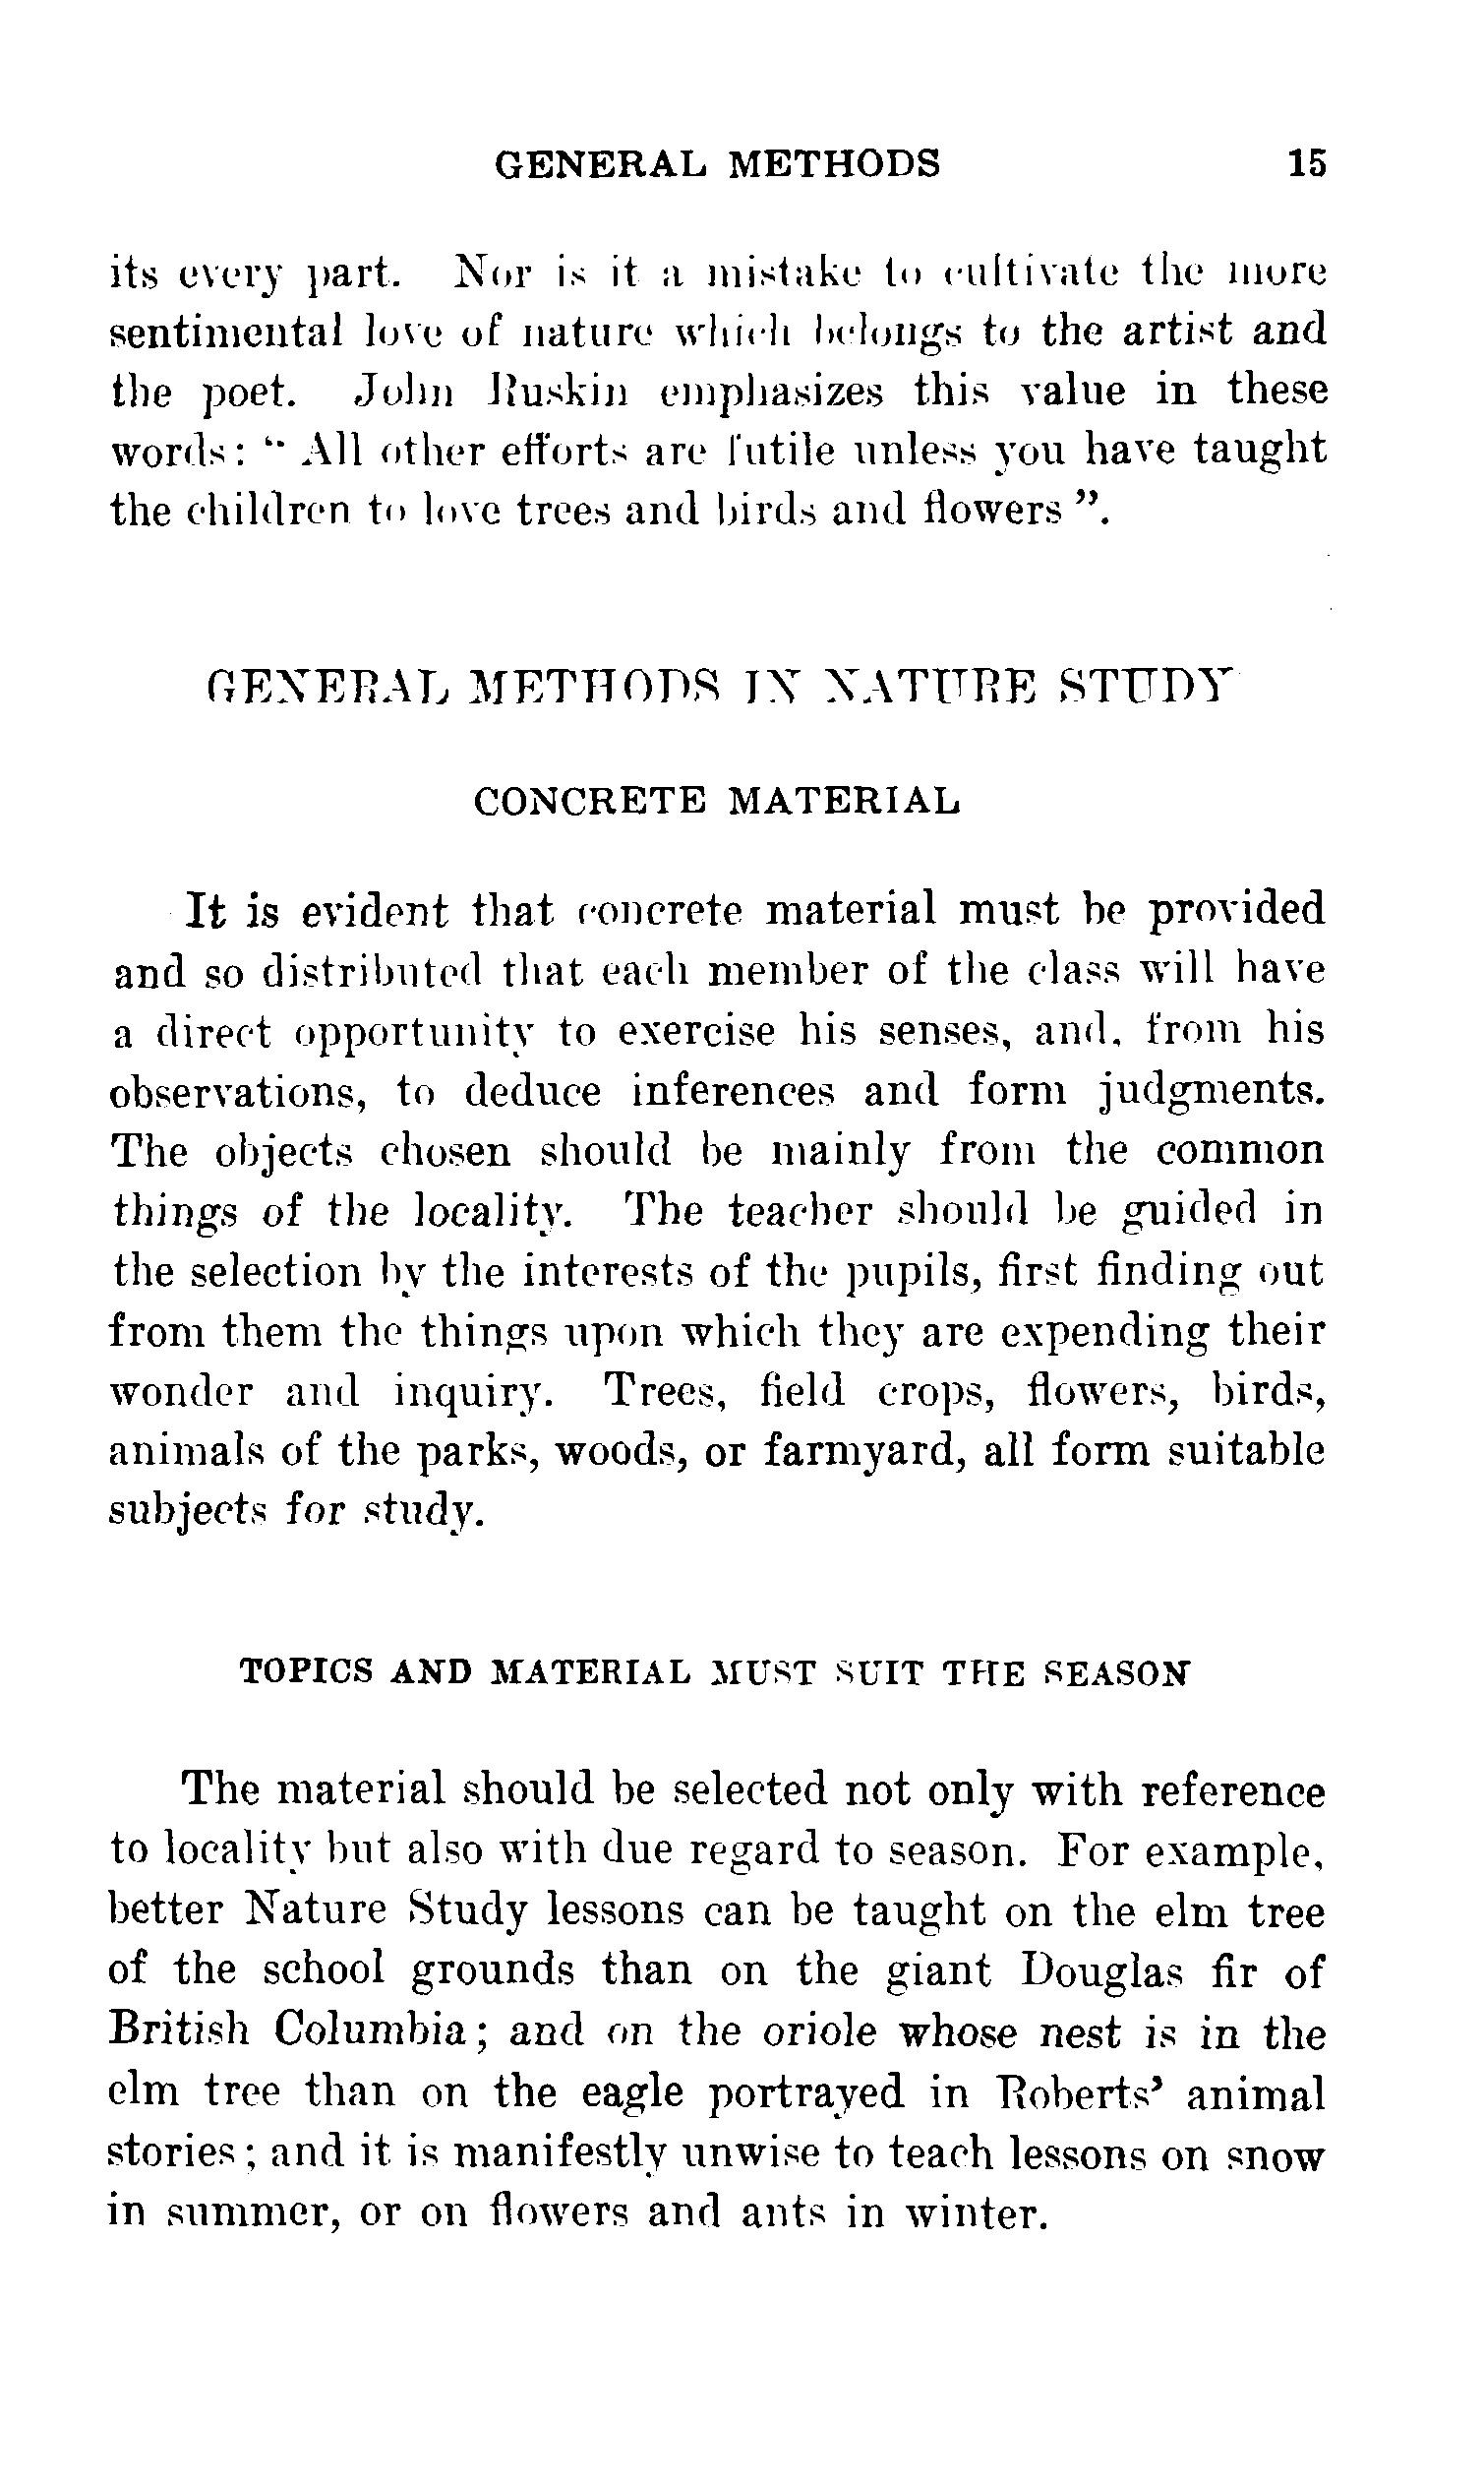 GENERAL METHODS 15
its every part. Nor is it a mistake to cultivate the more
sentimental love of nature which belongs to the artist and
the poet. John Ruskin emphasizes this value in these
words: " All other efforts are futile unless you have taught
the children to love trees and birds and flowers ".
GENERAL METHODS IN NATURE STUDY
CONCRETE MATERIAL
It is evident that concrete material must be provided
and so distributed that each member of the class will have
a direct opportunity to exercise his senses, and, from his
observations, to deduce inferences and form judgments.
The objects chosen should be mainly from the common
things of the locality. The teacher should be guided in
the selection by the interests of the pupils, first finding out
from them the things upon which they are expending their
wonder and inquiry. Trees, field crops, flowers, birds,
animals of the parks, woods, or farmyard, all form suitable
subjects for study.
TOPICS AND MATERIAL MUST SUIT THE SEASON
The material should be selected not only with reference
to locality but also with due regard to season. For example,
better Nature Study lessons can be taught on the elm tree
of the school grounds than on the giant Douglas fir of
British Columbia; and on the oriole whose nest is in the
elm tree than on the eagle portrayed in Roberts' animal
stories; and it is manifestly unwise to teach lessons on snow
in summer, or on flowers and ants in winter.